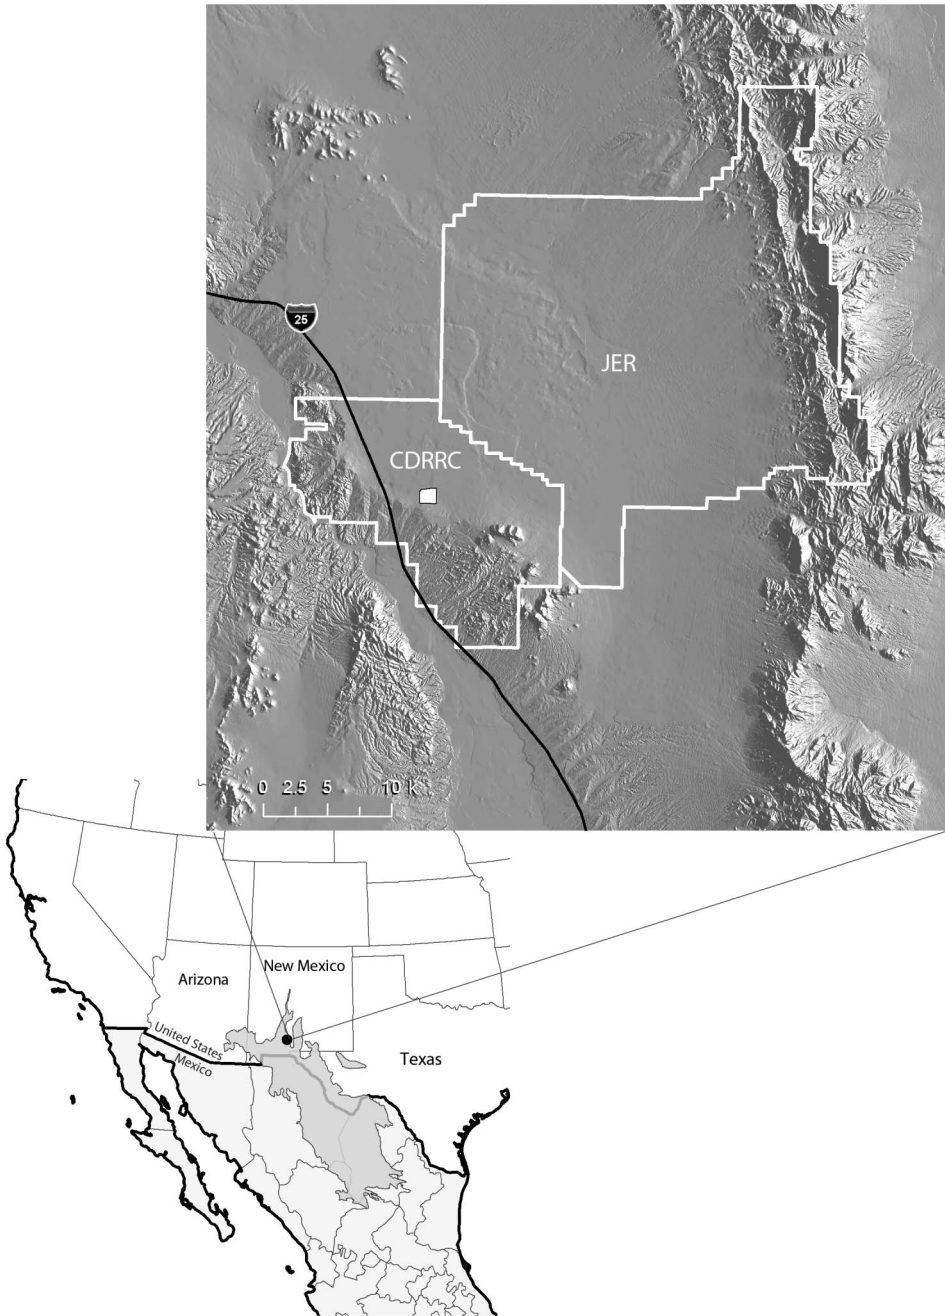 25
JER
CDRRC
0 2.5 5 10 k
New Mexico
Arizona
United States
Mexico
Texas